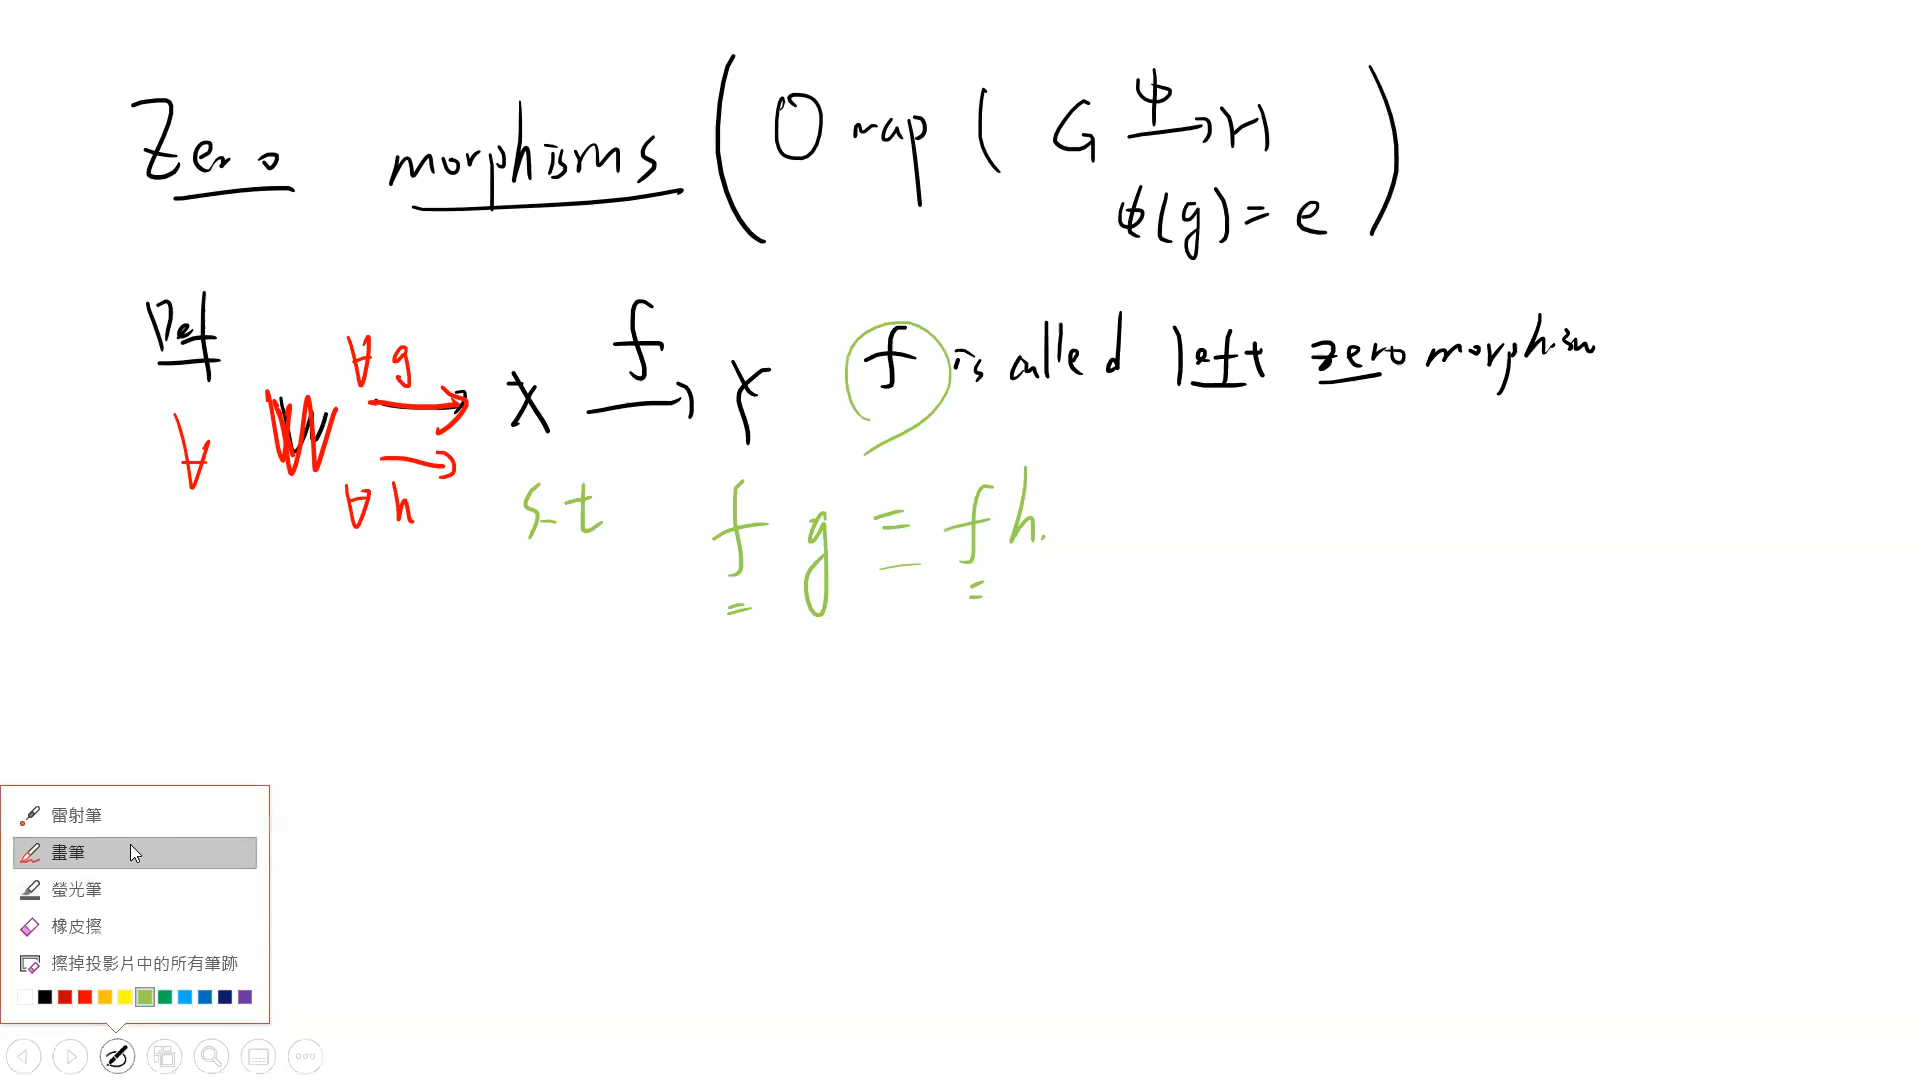 Zero morphisms ( 0 map ( G →ψ H
ψ(g) = e )
Def ∀g f f is called left zero morphism
∀ W → X → Y
∀h s.t f g = f h.
雷射筆
畫筆
螢光筆
橡皮擦
擦掉投影片中的所有筆跡